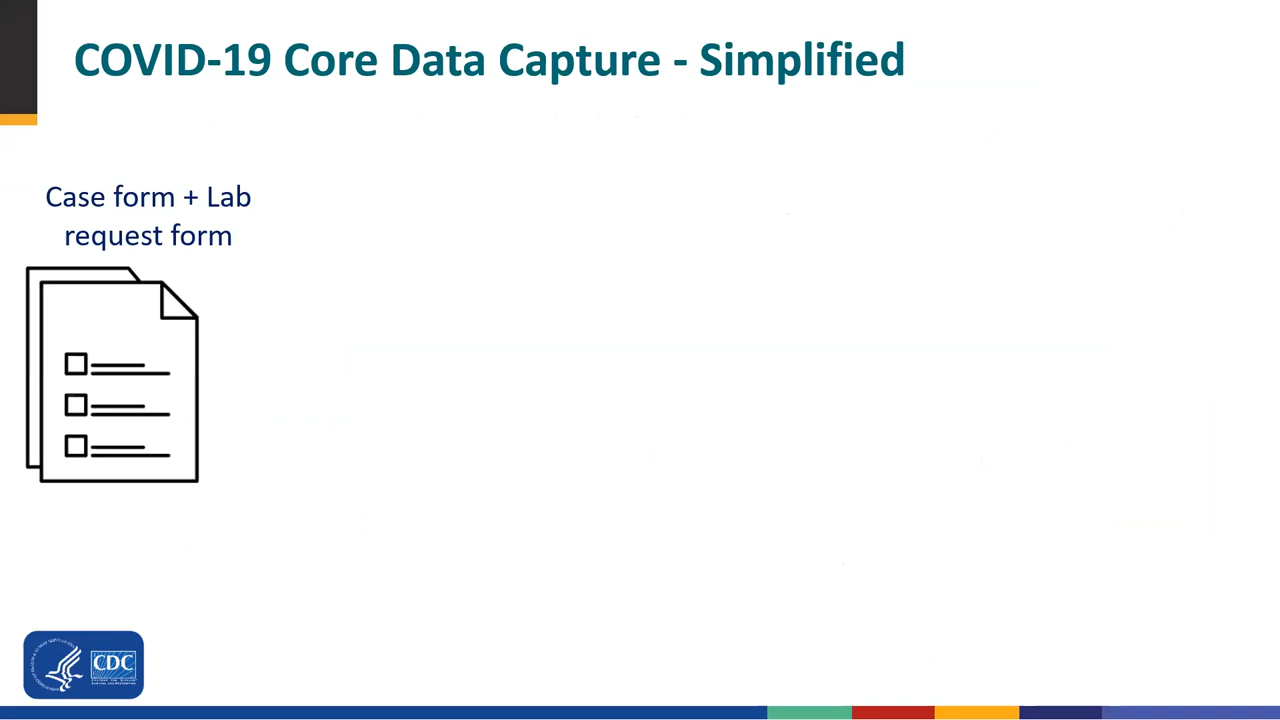 COVID-19 Core Data Capture - Simplified
Case form + Lab
request form
CDC